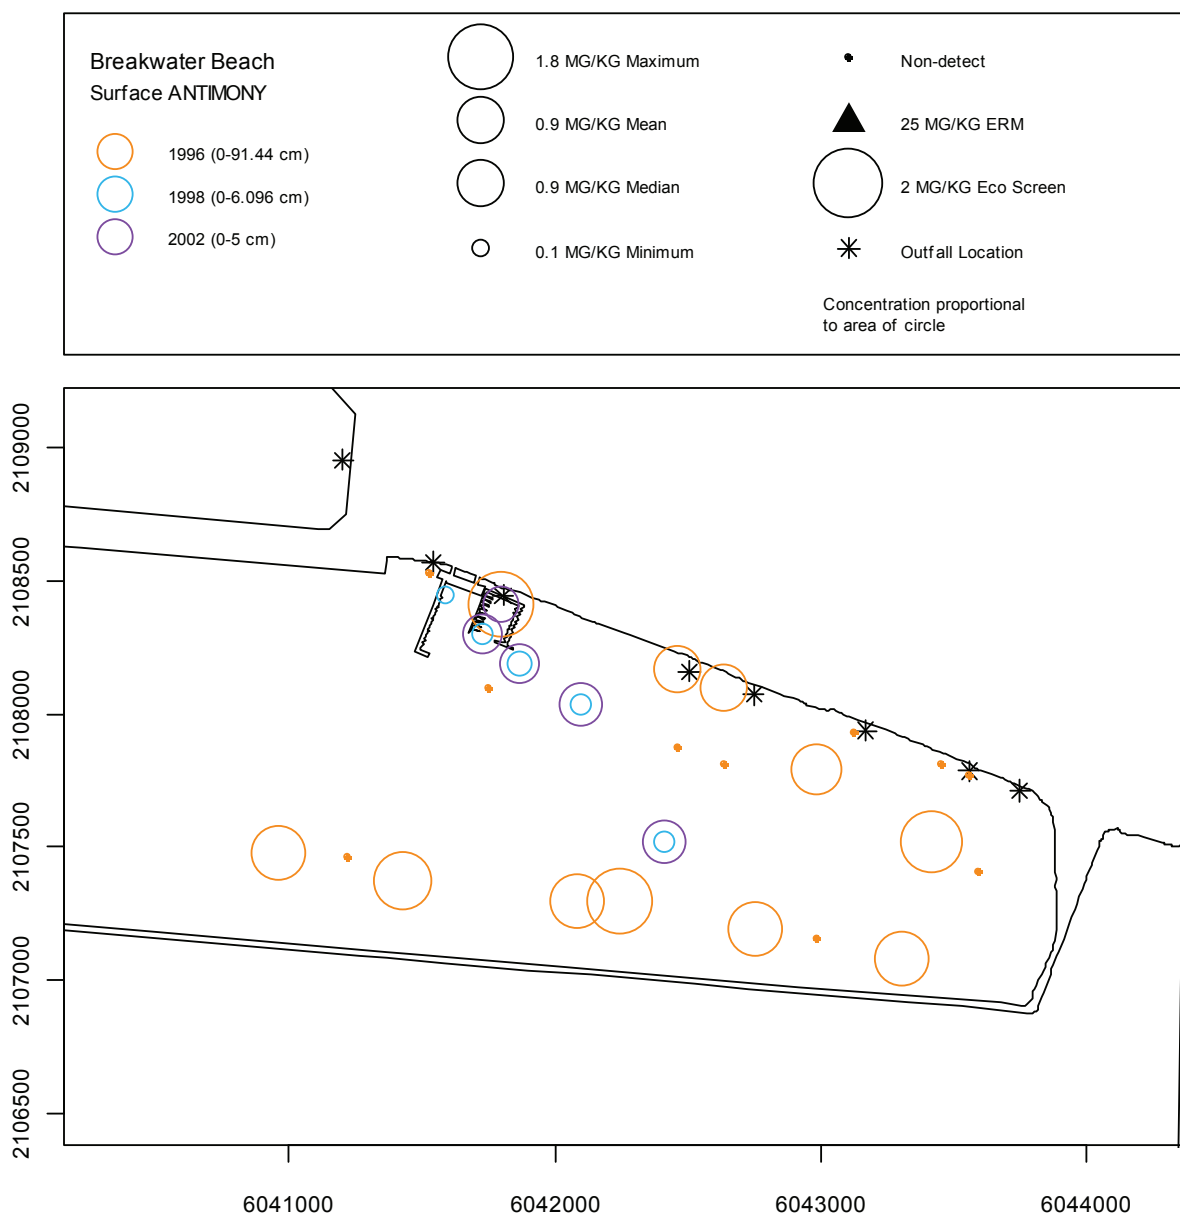 Breakwater Beach
Surface ANTIMONY
1996 (0-91.44 cm)
1998 (0-6.096 cm)
2002 (0-5 cm)
1.8 MG/KG Maximum
0.9 MG/KG Mean
0.9 MG/KG Median
0.1 MG/KG Minimum
Non-detect
25 MG/KG ERM
2 MG/KG Eco Screen
Outfall Location
Concentration proportional
to area of circle
2109000
2108500
2108000
2107500
2107000
2106500
6041000
6042000
6043000
6044000